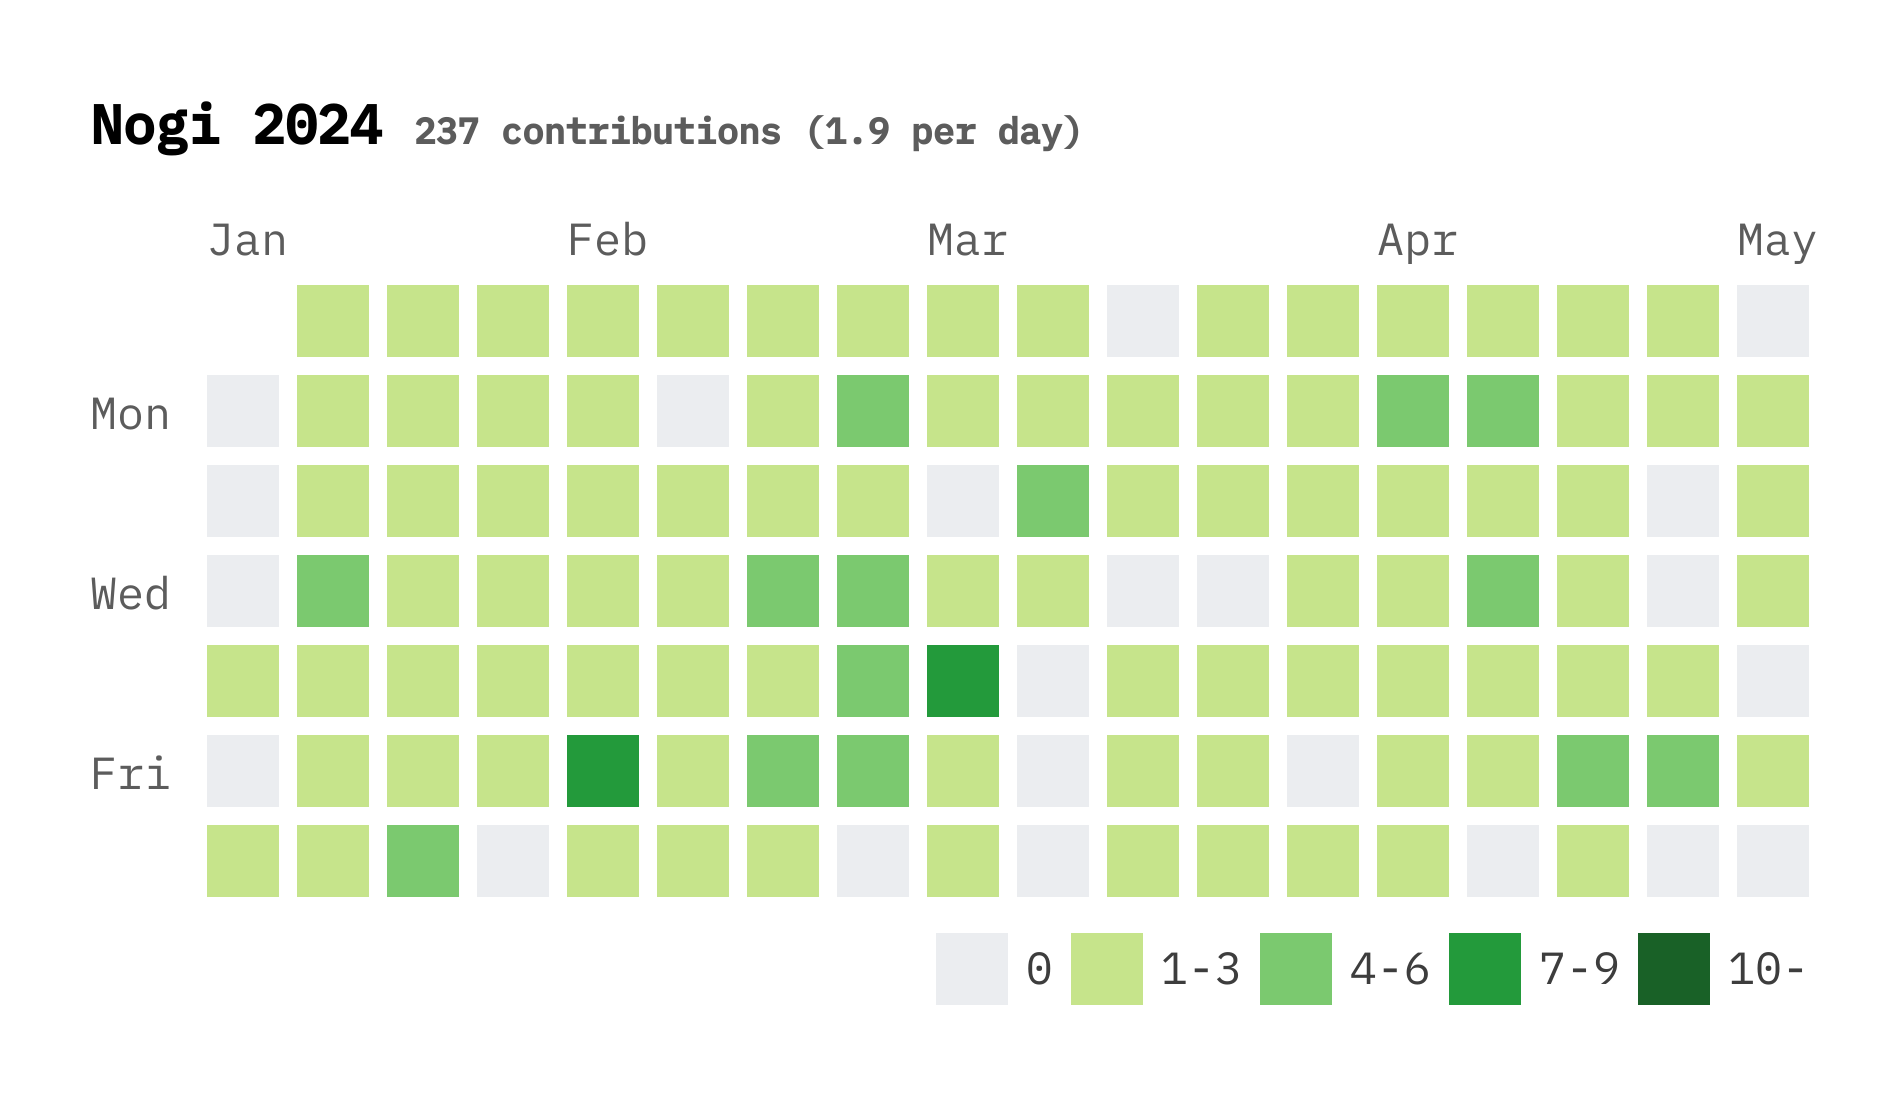 Nogi 2024 237 contributions (1.9 per day)
Jan Feb Mar Apr May
Mon
Wed
Fri
0 1-3 4-6 7-9 10-